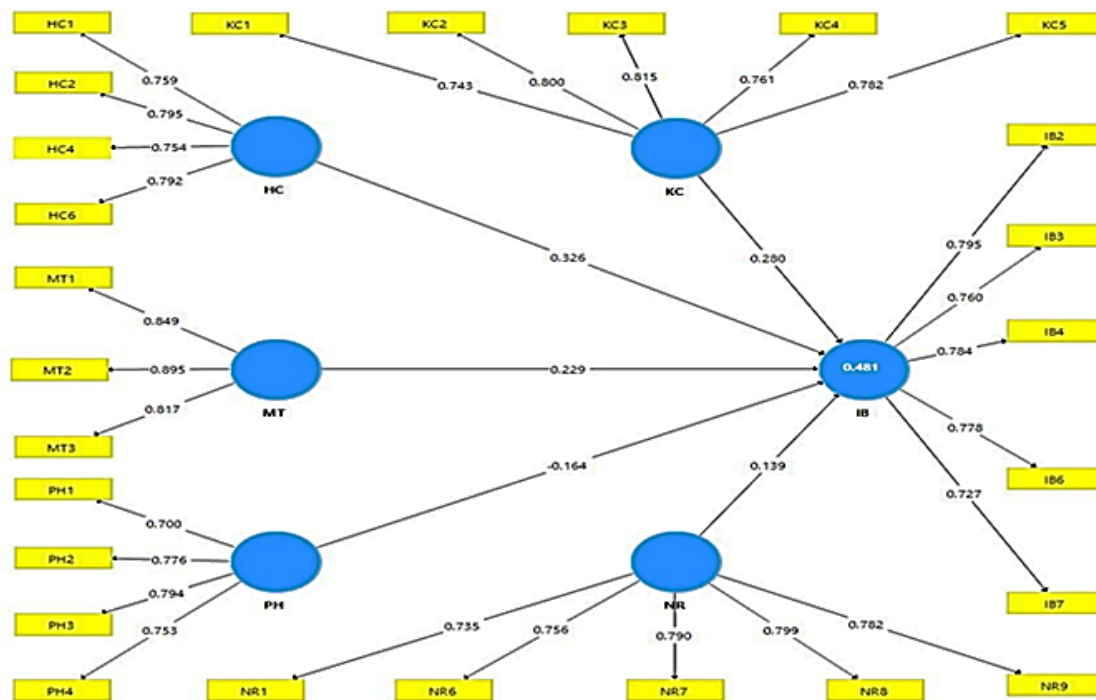 HC1 KC1 KC2 KC3 KC4 KC5
HC2 0.759 0.743 0.800 0.815 0.761 0.782
0.795
HC4 0.754 IB2
0.792
HC KC
HC6
IB3
0.326 0.280 0.795
MT1
0.760
0.849 IB4
0.784
MT2 0.895 0.229 0.481
0.817 MT IB
0.778
MT3
-0.164 0.139 IB6
PH1 0.727
0.700
PH2 0.776
0.794
PH NR IB7
PH3
0.753 0.735 0.756 0.790 0.799 0.782
PH4 NR1 NR6 NR7 NR8 NR9